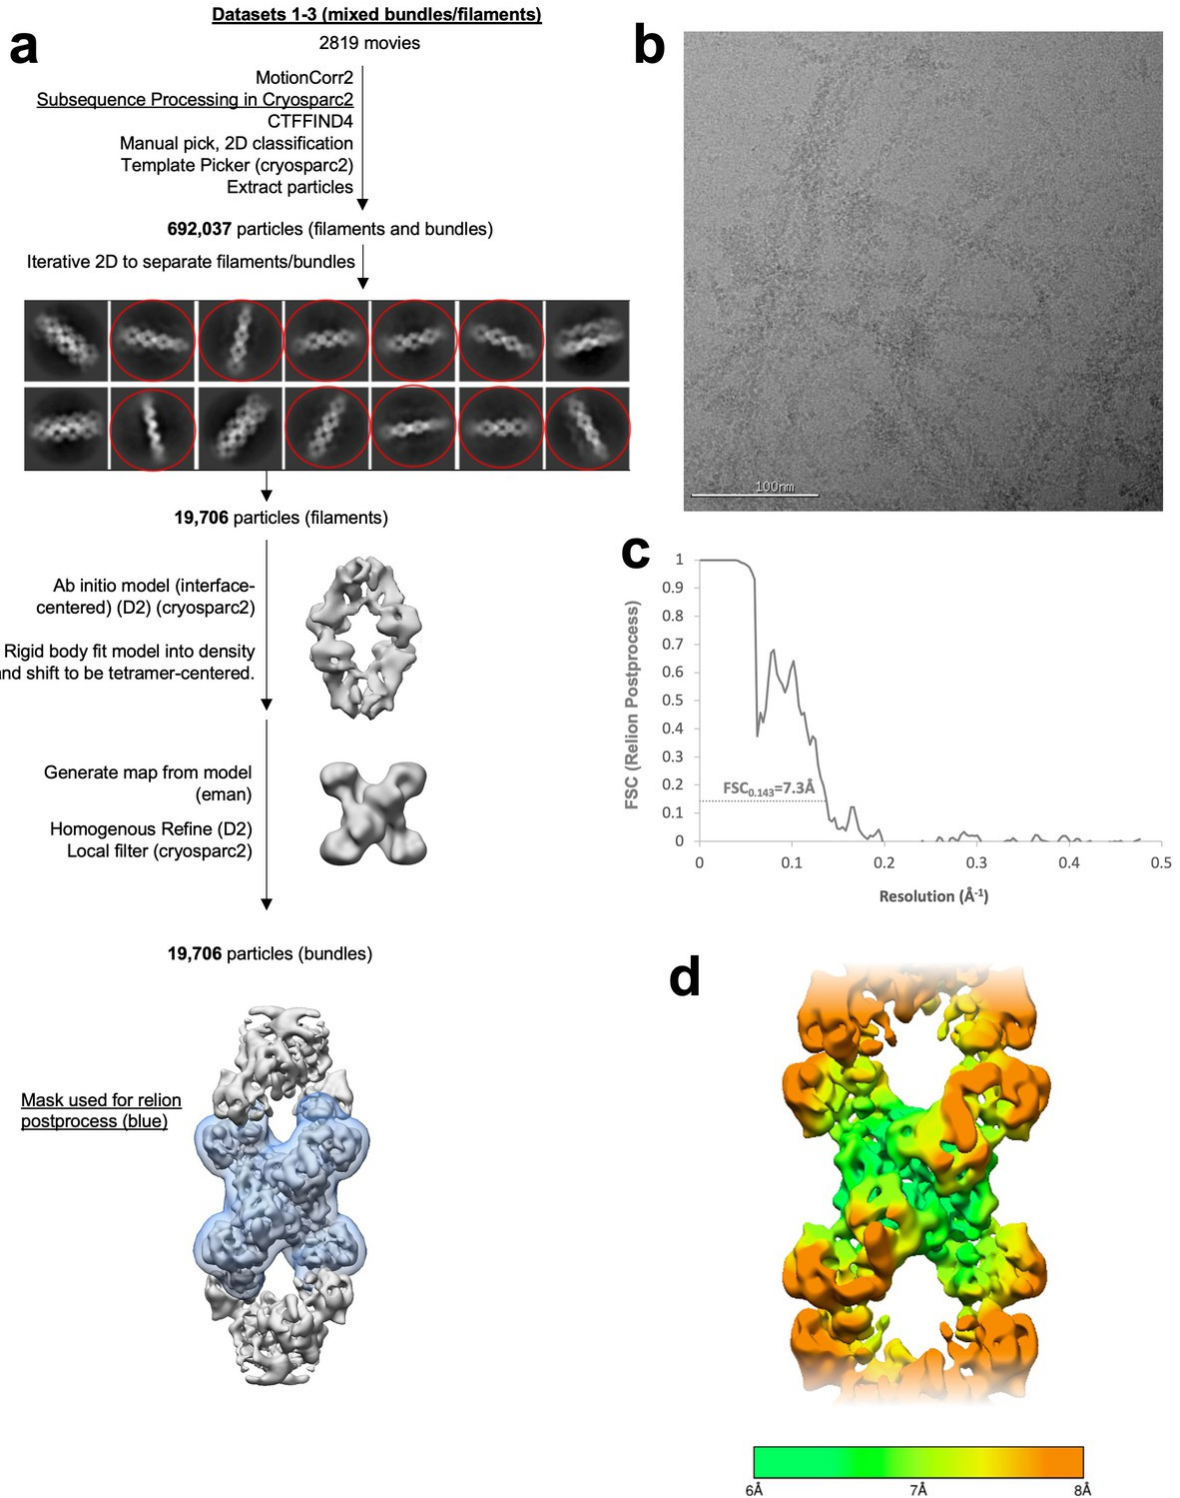 a
Datasets 1-3 (mixed bundles/filaments)
2819 movies
MotionCorr2
Subsequence Processing in Cryosparc2
CTFFIND4
Manual pick, 2D classification
Template Picker (cryosparc2)
Extract particles
692,037 particles (filaments and bundles)
Iterative 2D to separate filaments/bundles
19,706 particles (filaments)
Ab initio model (interface-
centered) (D2) (cryosparc2)
Rigid body fit model into density
nd shift to be tetramer-centered.
Generate map from model
(eman)
Homogenous Refine (D2)
Local filter (cryosparc2)
19,706 particles (bundles)
Mask used for relion
postprocess (blue)
b
100nm
c
FSC (Relion Postprocess)
1
0.9
0.8
0.7
0.6
0.5
0.4
0.3
0.2
0.1
0
FSC0.143=7.3Å
0 0.1 0.2 0.3 0.4 0.5
Resolution (Å-1)
d
6Å 7Å 8Å